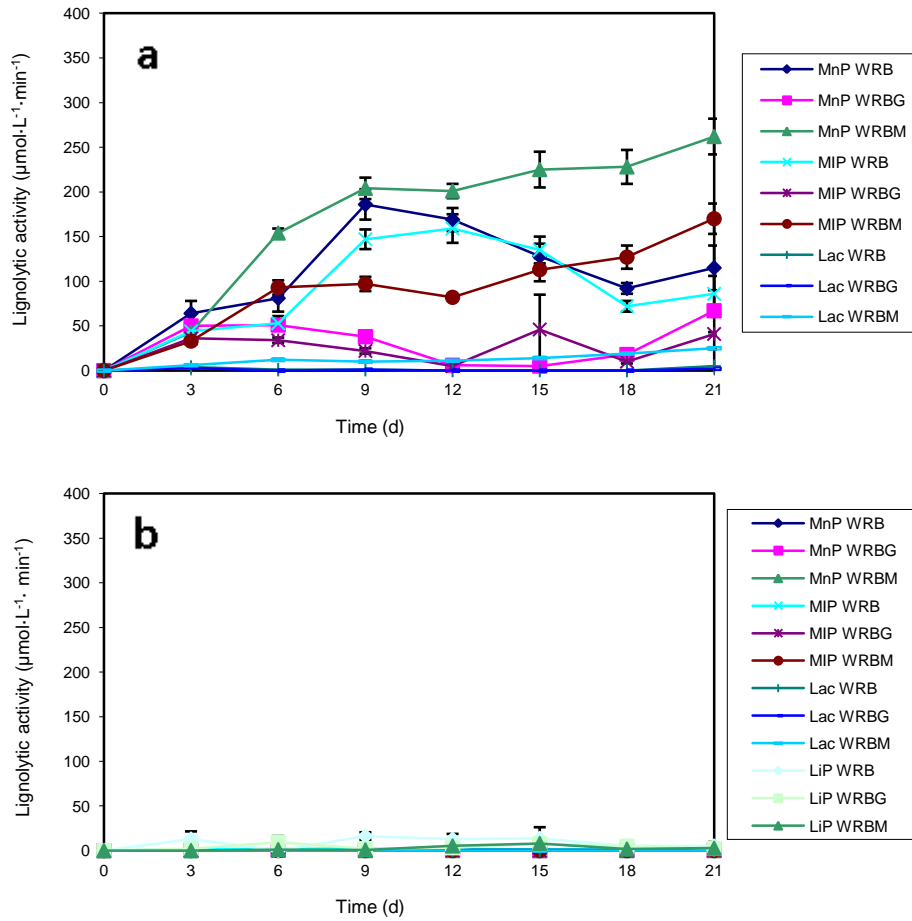 a
400
350
300
250
200
150
100
50
0
Lignolytic activity (µmol·L⁻¹·min⁻¹)
0 3 6 9 12 15 18 21
Time (d)
MnP WRB
MnP WRBG
MnP WRBM
MIP WRB
MIP WRBG
MIP WRBM
Lac WRB
Lac WRBG
Lac WRBM
b
400
350
300
250
200
150
100
50
0
Lignolytic activity (µmol·L⁻¹· min⁻¹)
0 3 6 9 12 15 18 21
Time (d)
MnP WRB
MnP WRBG
MnP WRBM
MIP WRB
MIP WRBG
MIP WRBM
Lac WRB
Lac WRBG
Lac WRBM
LiP WRB
LiP WRBG
LiP WRBM